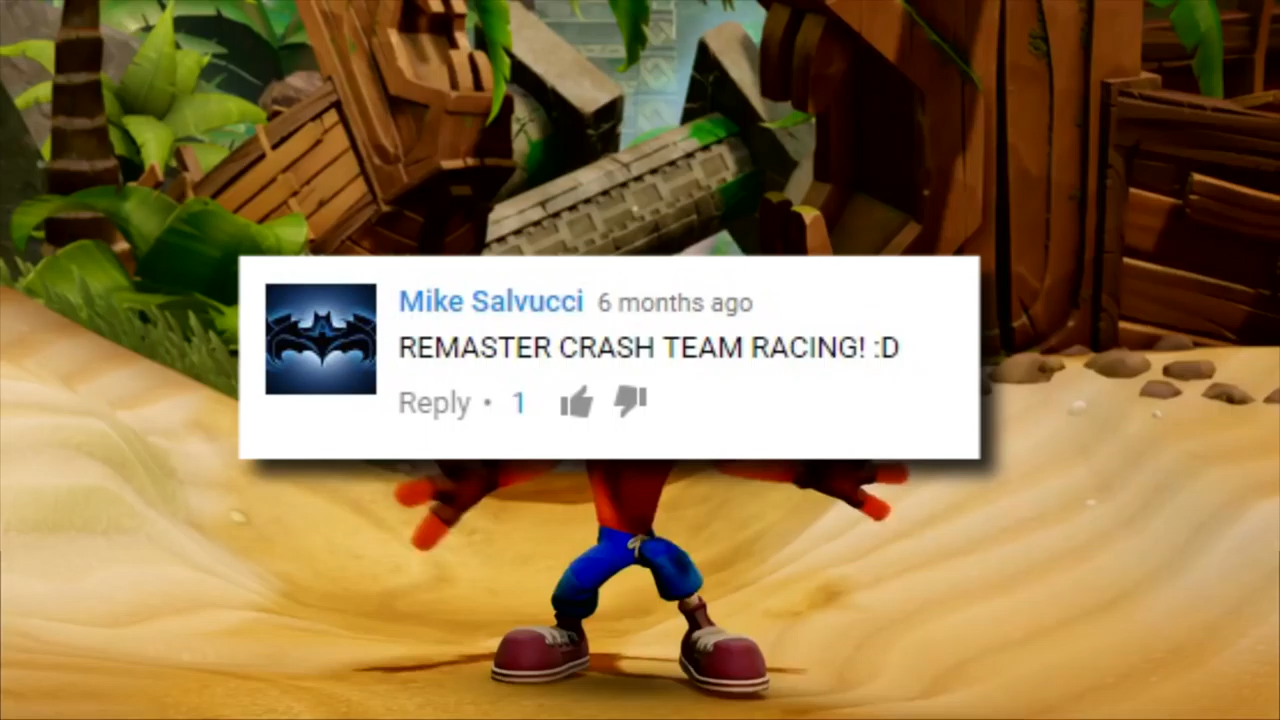 Mike Salvucci 6 months ago
REMASTER CRASH TEAM RACING! :D
Reply • 1